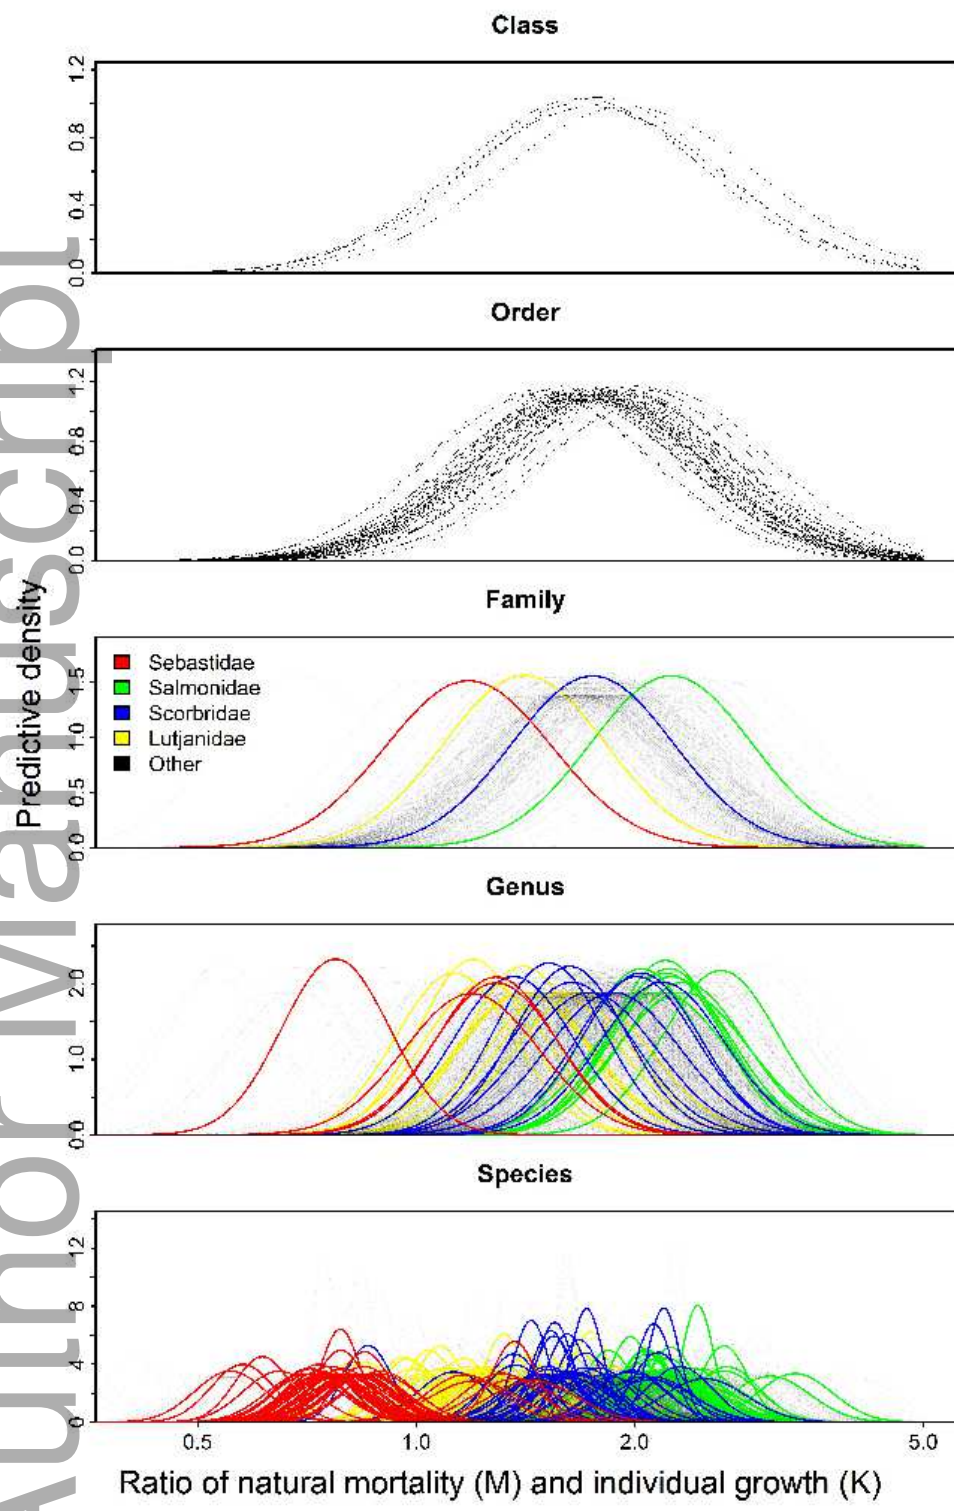 Class
1.2
0.8
0.4
0.0
Order
1.2
0.8
0.4
0.0
Family
Sebastidae
Salmonidae
Scorbridae
Lutjanidae
Other
1.5
1.0
0.5
0.0
Predictive density
Genus
2.0
1.0
0.0
Species
12
8
4
0
0.5 1.0 2.0 5.0
Ratio of natural mortality (M) and individual growth (K)
Author Manuscript